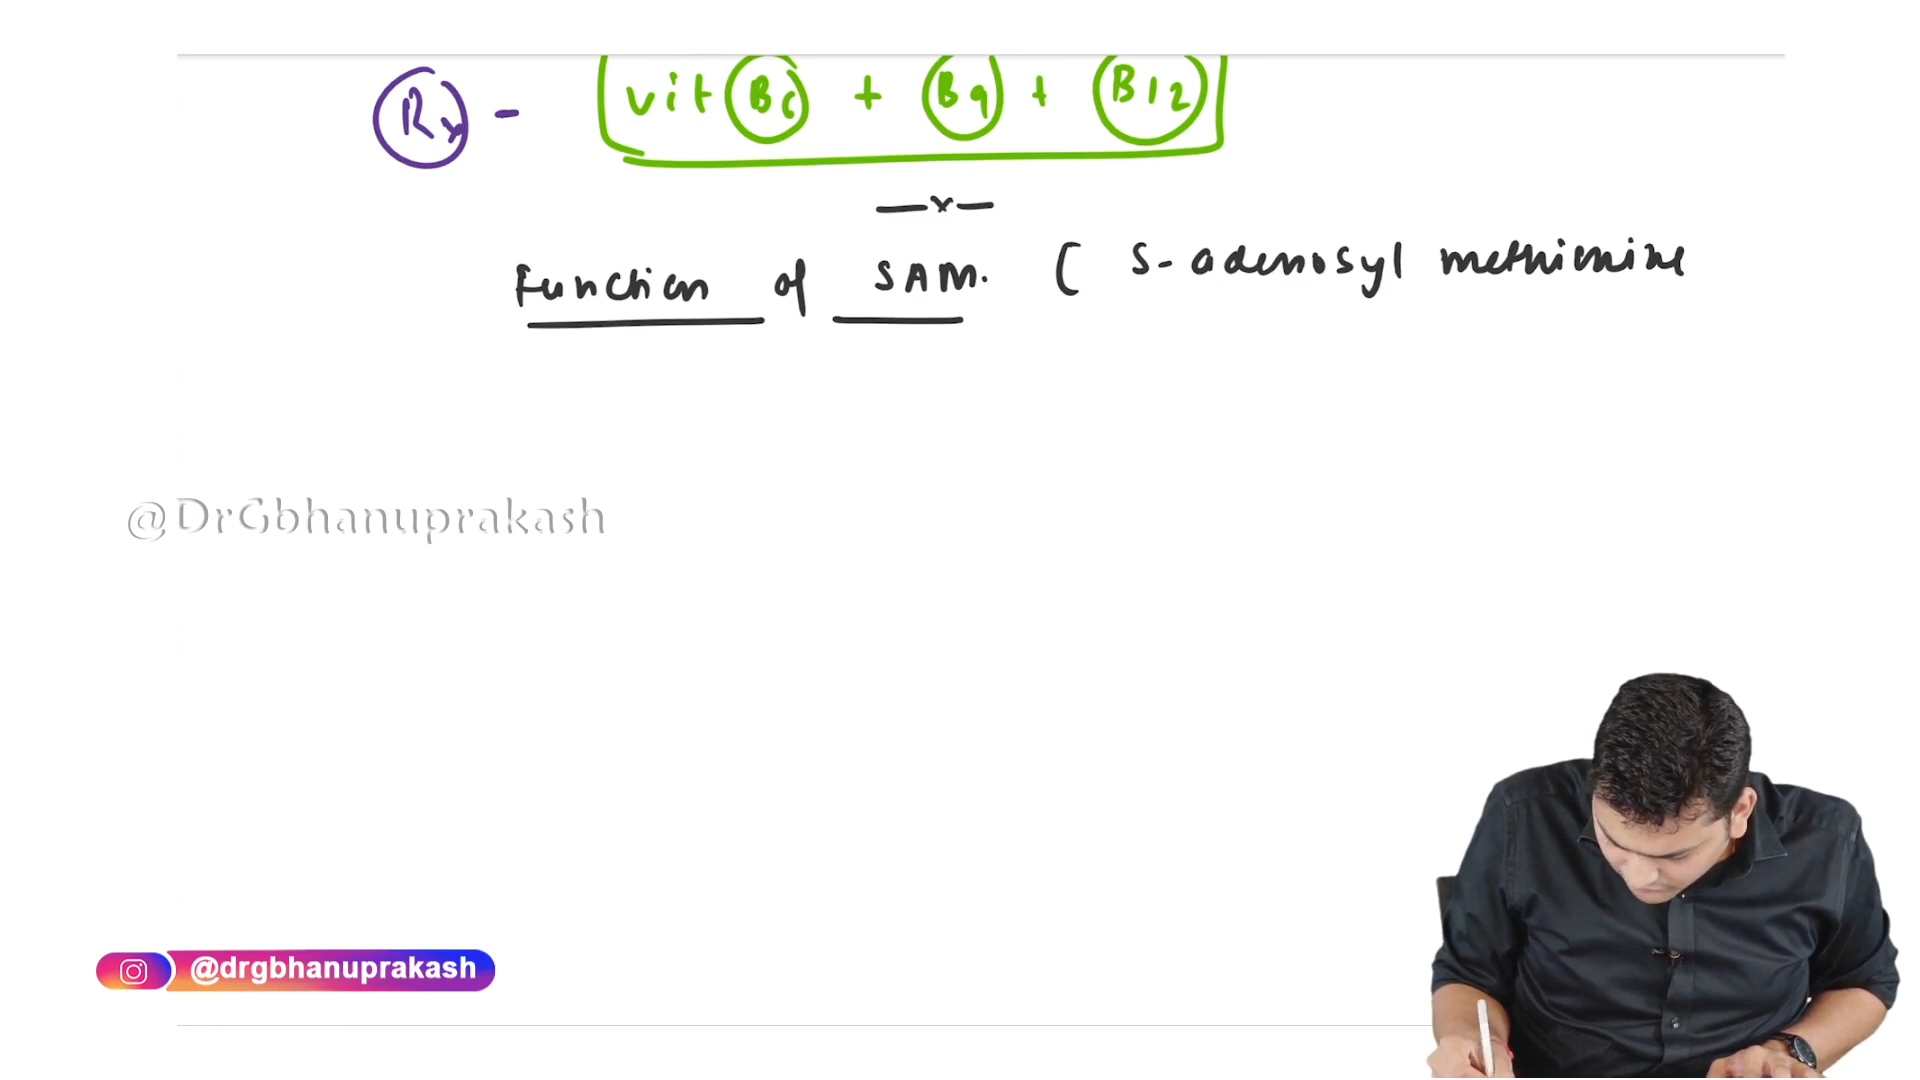 Rx - vit B6 + B9 + B12
—x—
Function of SAM. ( S-adenosyl methionine
@DrGbhanuprakash
@drgbhanuprakash